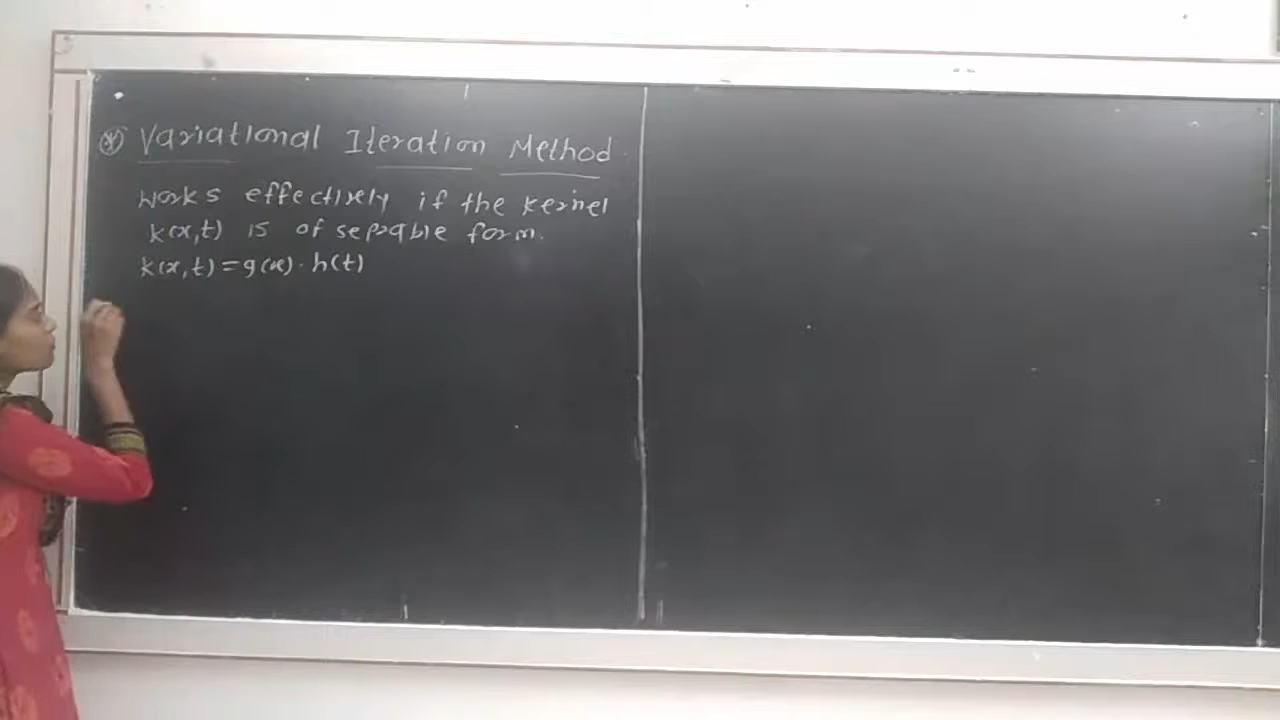 ⊛ Variational Iteration Method
Works effectively if the kernel
k(x,t) is of separable form.
k(x,t)=g(x)·h(t)